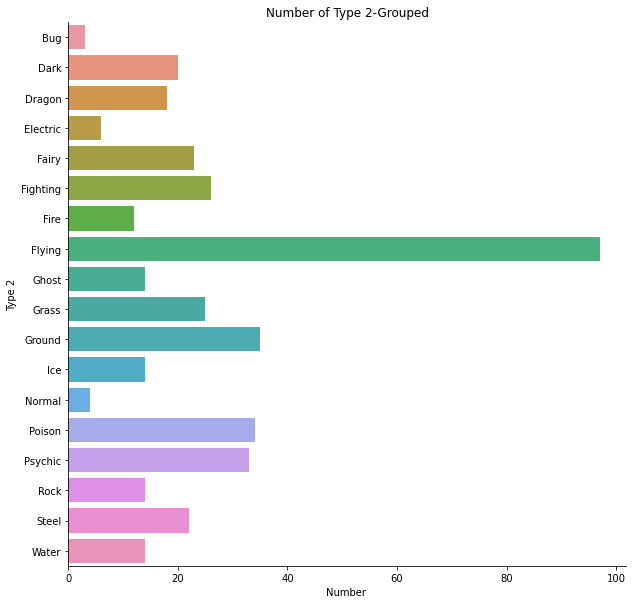 Number of Type 2-Grouped
Bug
Dark
Dragon
Electric
Fairy
Fighting
Fire
Flying
Ghost
Grass
Ground
Ice
Normal
Poison
Psychic
Rock
Steel
Water
Type 2
0 20 40 60 80 100
Number